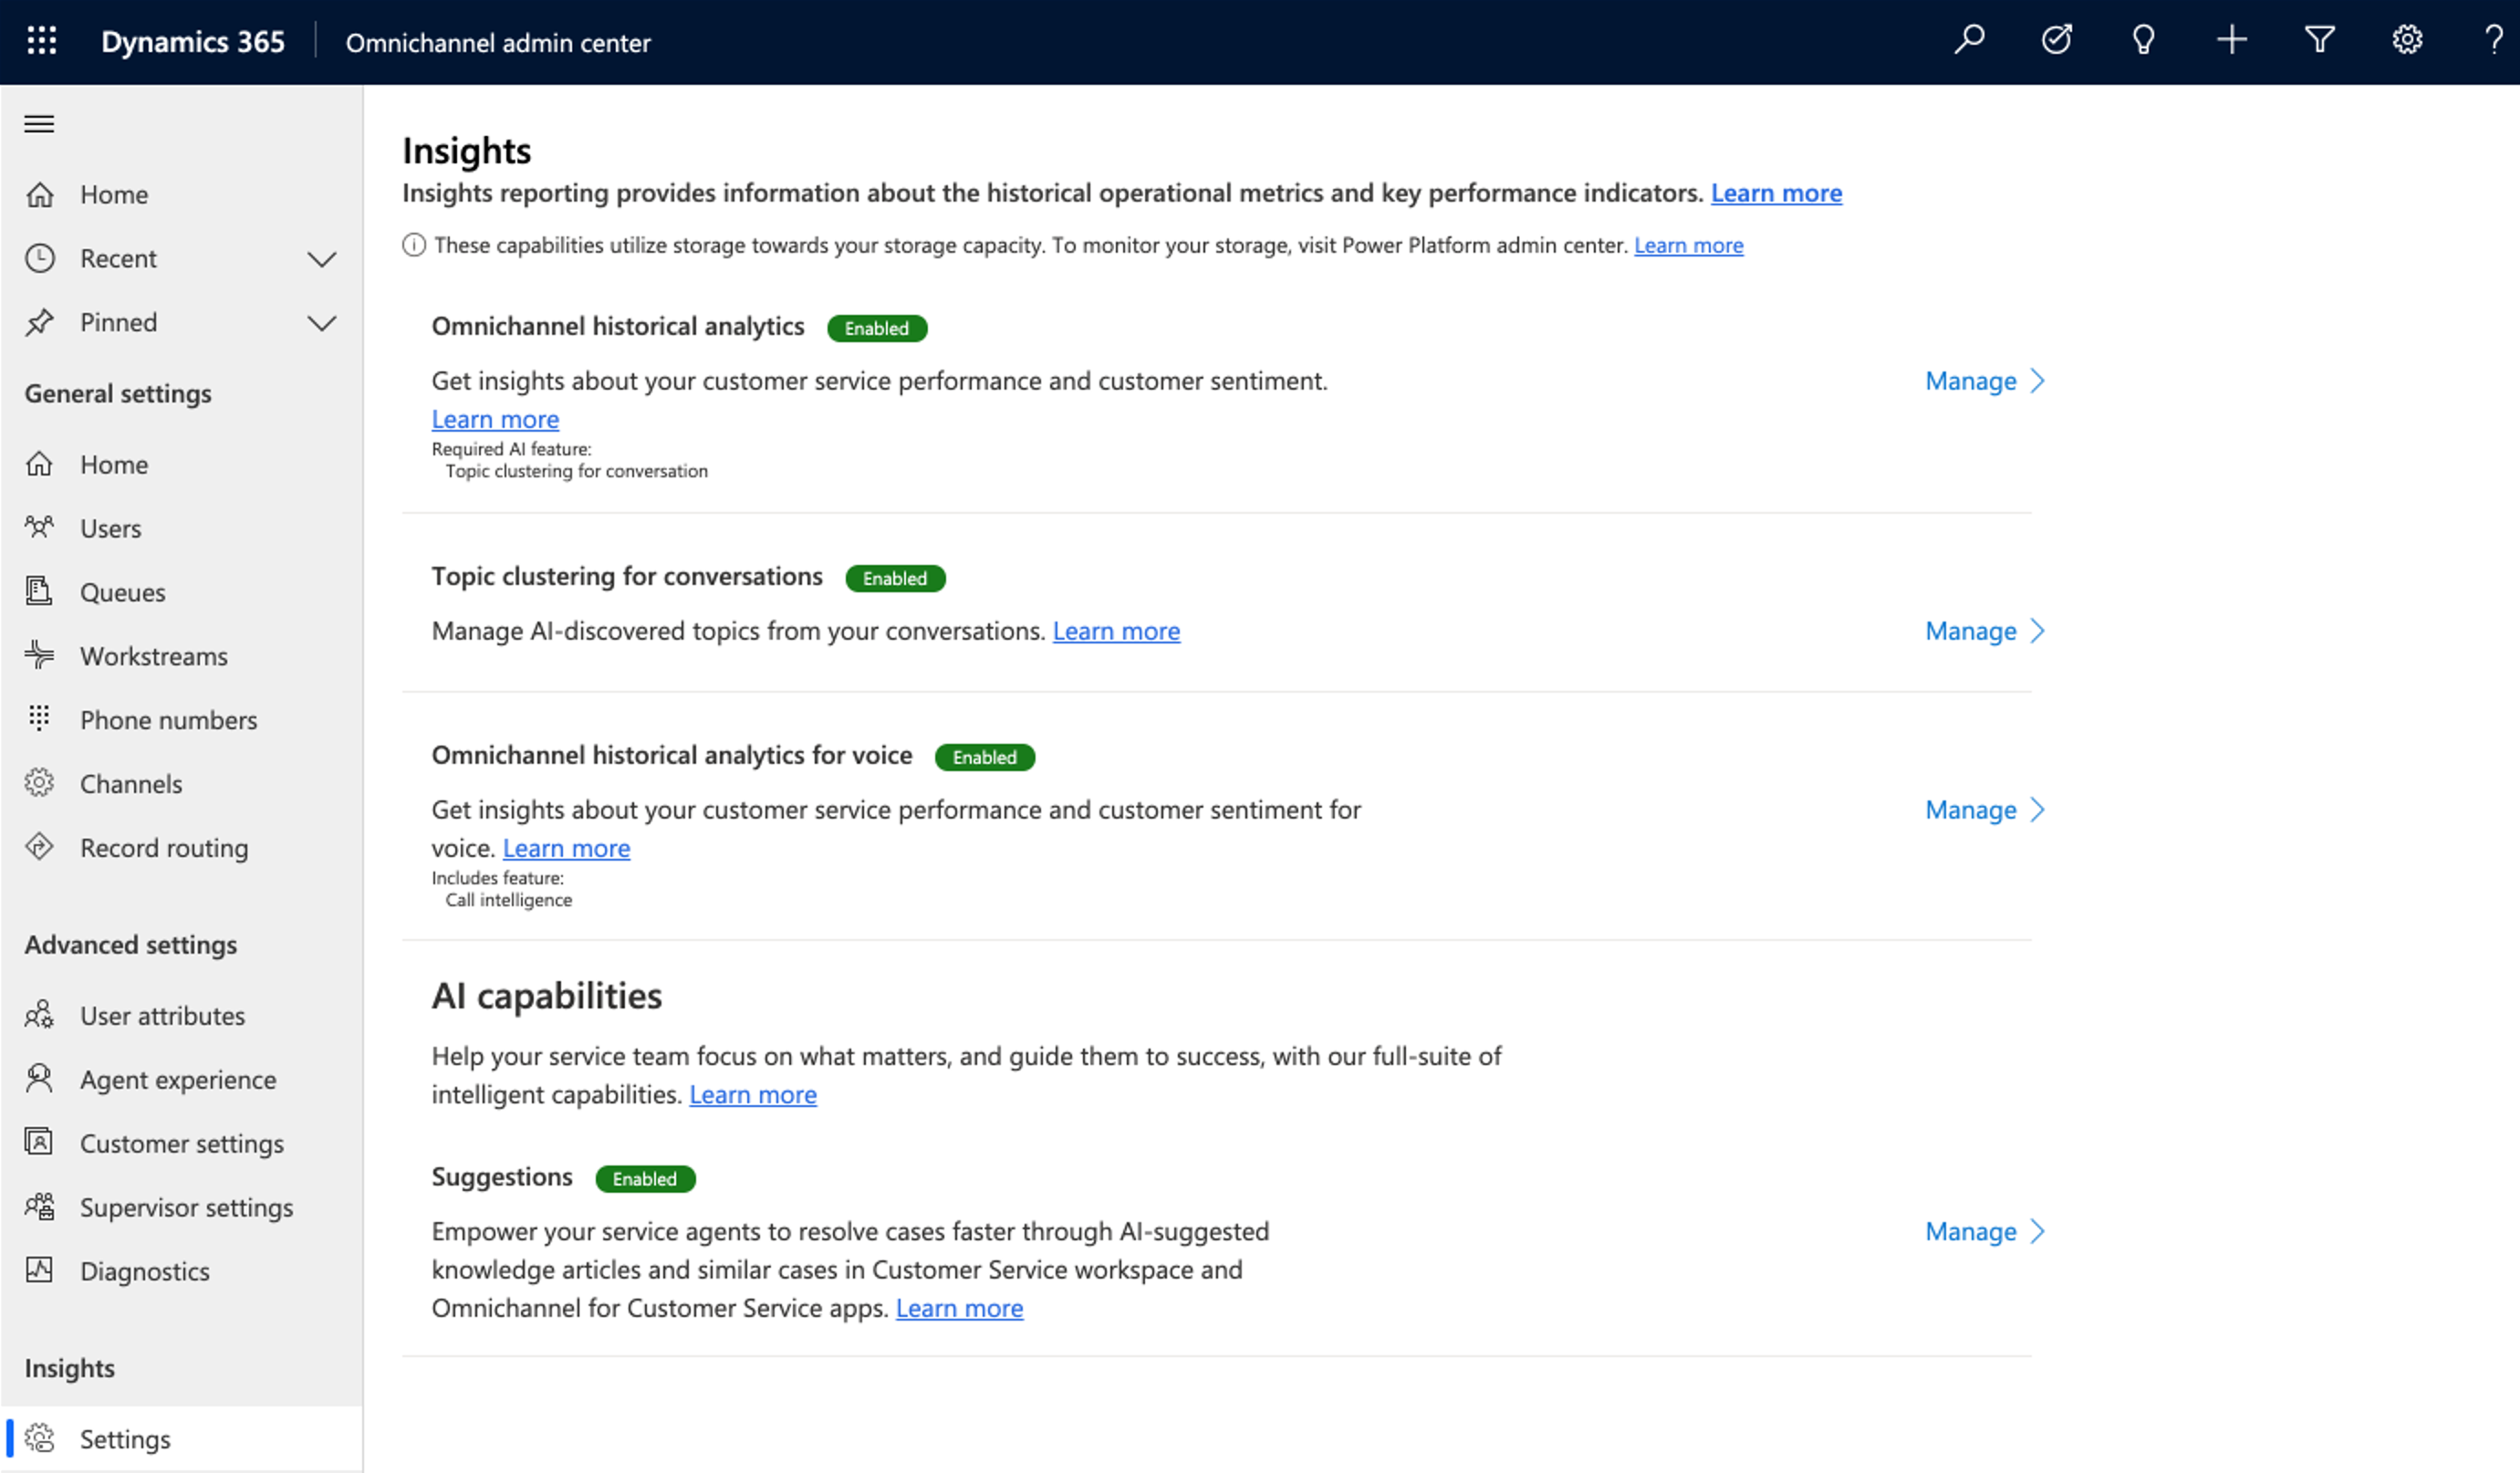 Dynamics 365
Omnichannel admin center
Home
Recent
Pinned
General settings
Home
Users
Queues
Workstreams
Phone numbers
Channels
Record routing
Advanced settings
User attributes
Agent experience
Customer settings
Supervisor settings
Diagnostics
Insights
Settings
Insights
Insights reporting provides information about the historical operational metrics and key performance indicators. Learn more
These capabilities utilize storage towards your storage capacity. To monitor your storage, visit Power Platform admin center. Learn more
Omnichannel historical analytics Enabled
Get insights about your customer service performance and customer sentiment.
Learn more
Required AI feature:
Topic clustering for conversation
Manage
Topic clustering for conversations Enabled
Manage AI-discovered topics from your conversations. Learn more
Manage
Omnichannel historical analytics for voice Enabled
Get insights about your customer service performance and customer sentiment for
voice. Learn more
Includes feature:
Call intelligence
Manage
AI capabilities
Help your service team focus on what matters, and guide them to success, with our full-suite of
intelligent capabilities. Learn more
Suggestions Enabled
Empower your service agents to resolve cases faster through AI-suggested
knowledge articles and similar cases in Customer Service workspace and
Omnichannel for Customer Service apps. Learn more
Manage